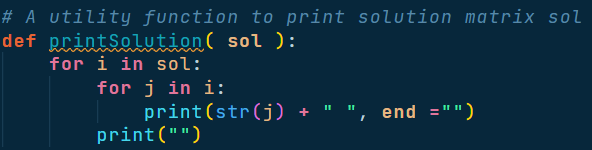 # A utility function to print solution matrix sol
def printSolution( sol ):
    for i in sol:
        for j in i:
            print(str(j) + " ", end ="")
        print("")